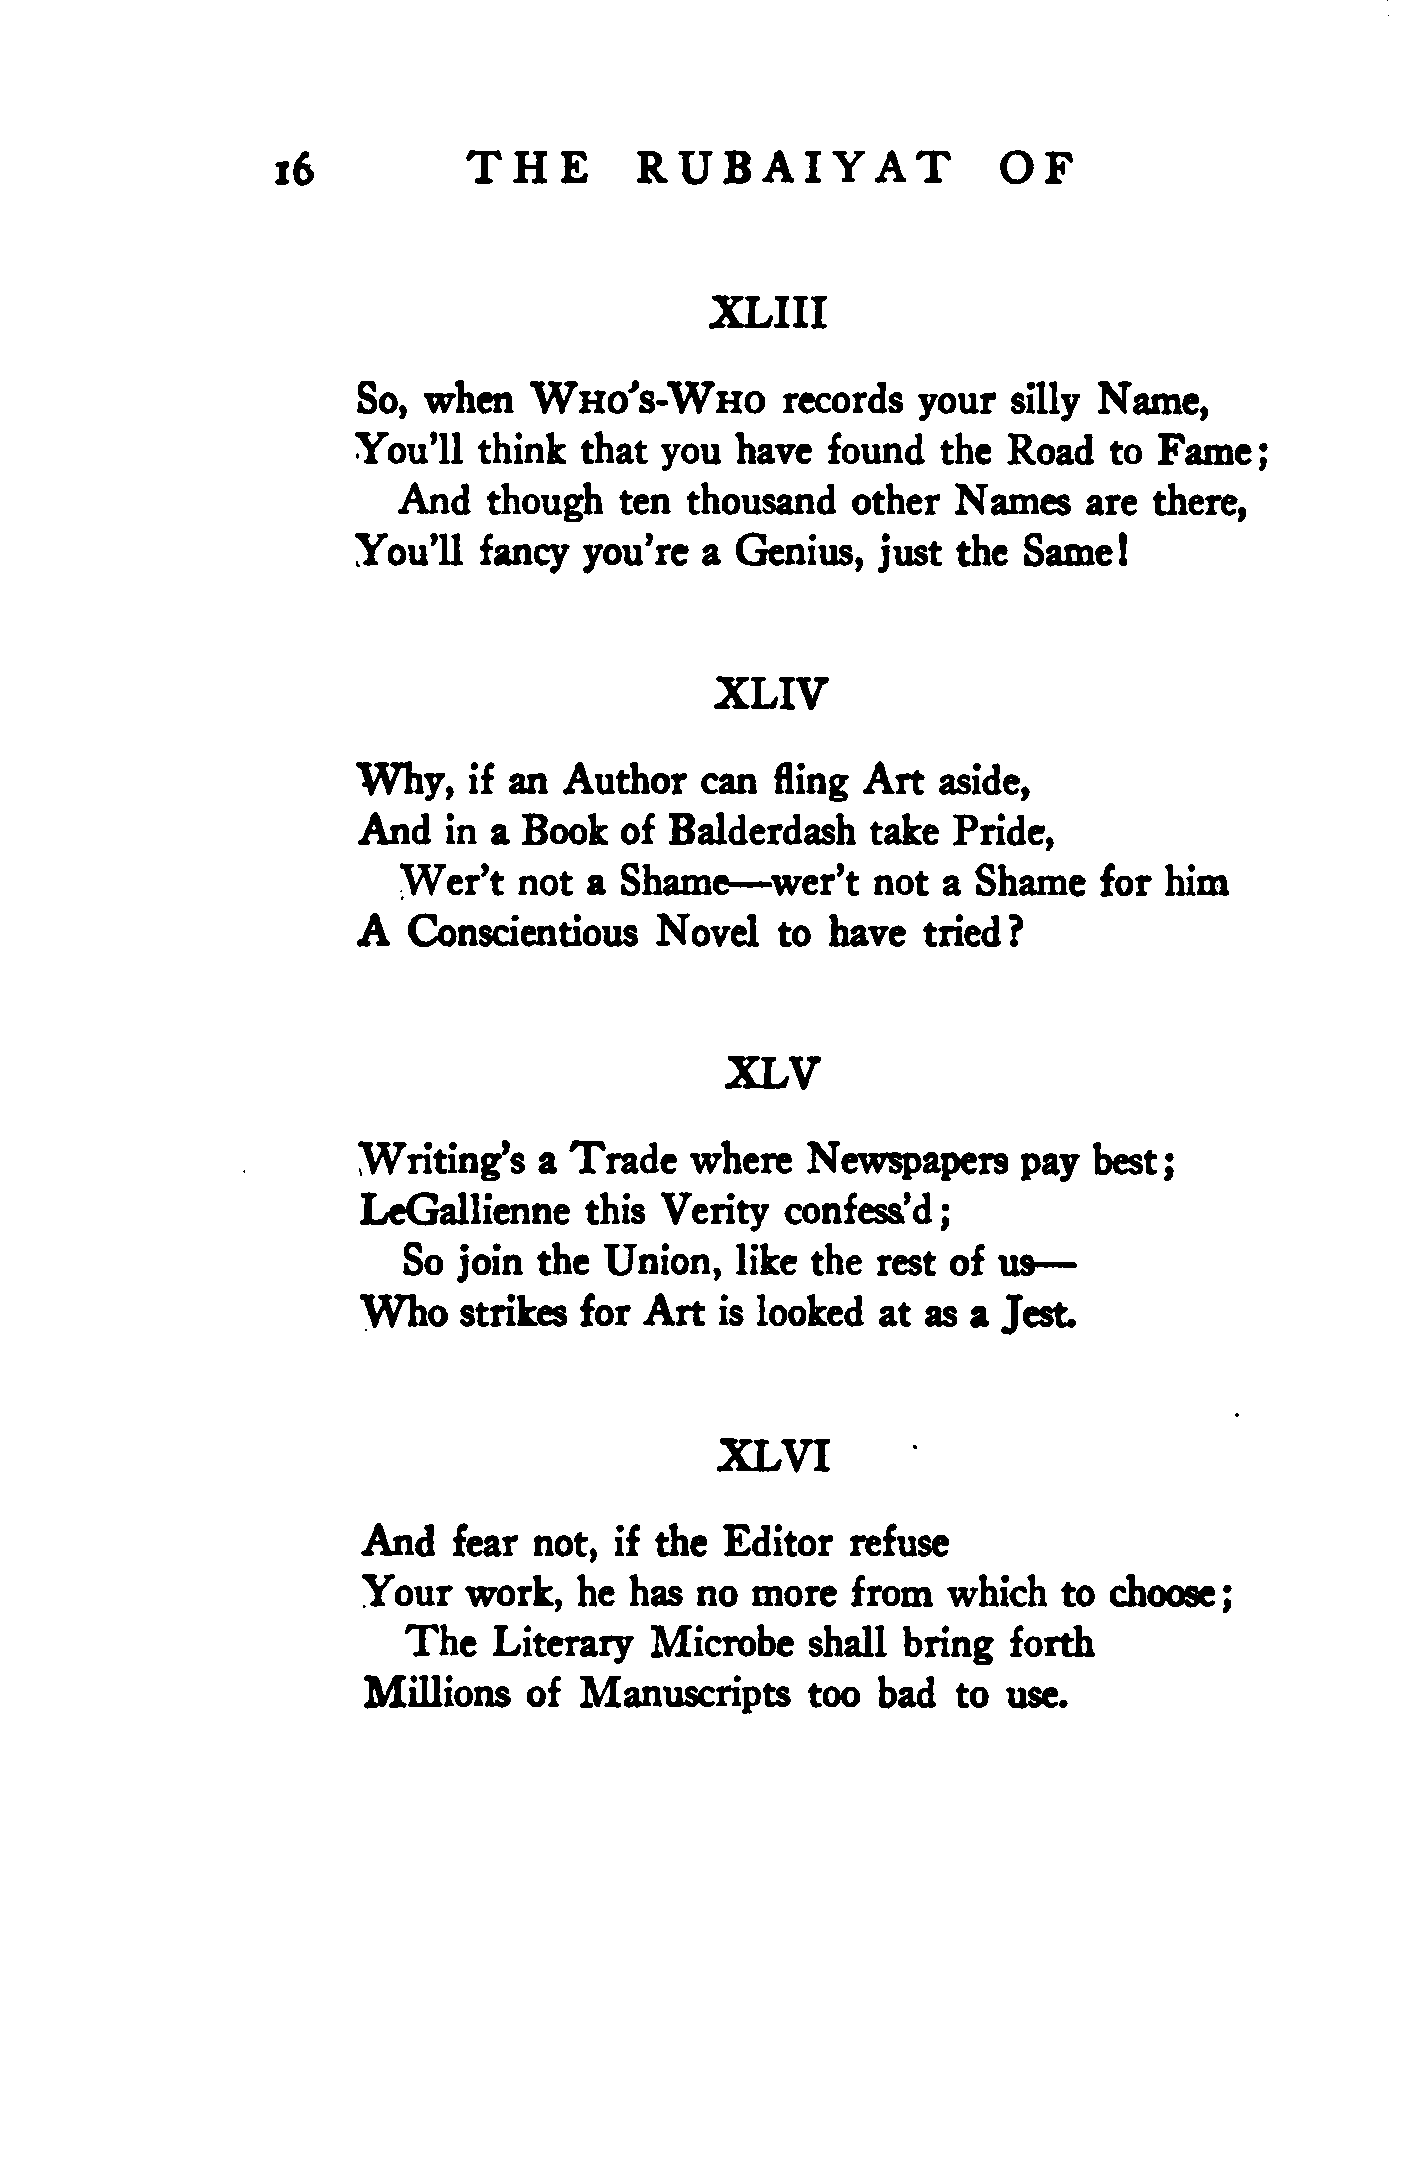 16 THE RUBAIYAT OF
XLIII
So, when WHO's-WHO records your silly Name,
You'll think that you have found the Road to Fame;
And though ten thousand other Names are there,
You'll fancy you're a Genius, just the Same!
XLIV
Why, if an Author can fling Art aside,
And in a Book of Balderdash take Pride,
Wer't not a Shame—wer't not a Shame for him
A Conscientious Novel to have tried?
XLV
Writing's a Trade where Newspapers pay best;
LeGallienne this Verity confess'd;
So join the Union, like the rest of us—
Who strikes for Art is looked at as a Jest.
XLVI
And fear not, if the Editor refuse
Your work, he has no more from which to choose;
The Literary Microbe shall bring forth
Millions of Manuscripts too bad to use.